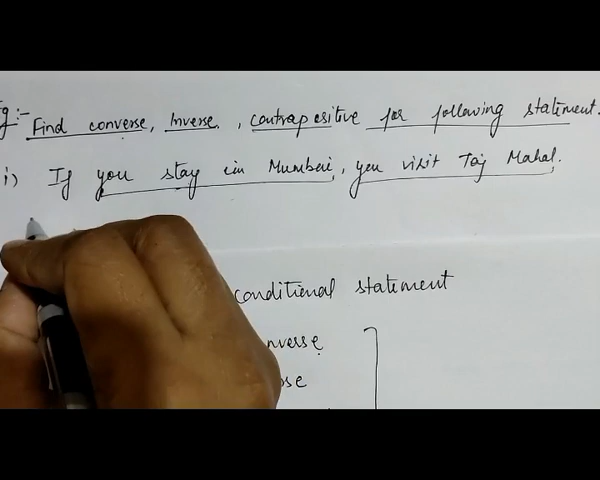 Eg:- Find converse, Inverse, contrapositive for following statement.
i) If you stay in Mumbai, you visit Taj Mahal.
conditional statement
nverse
se